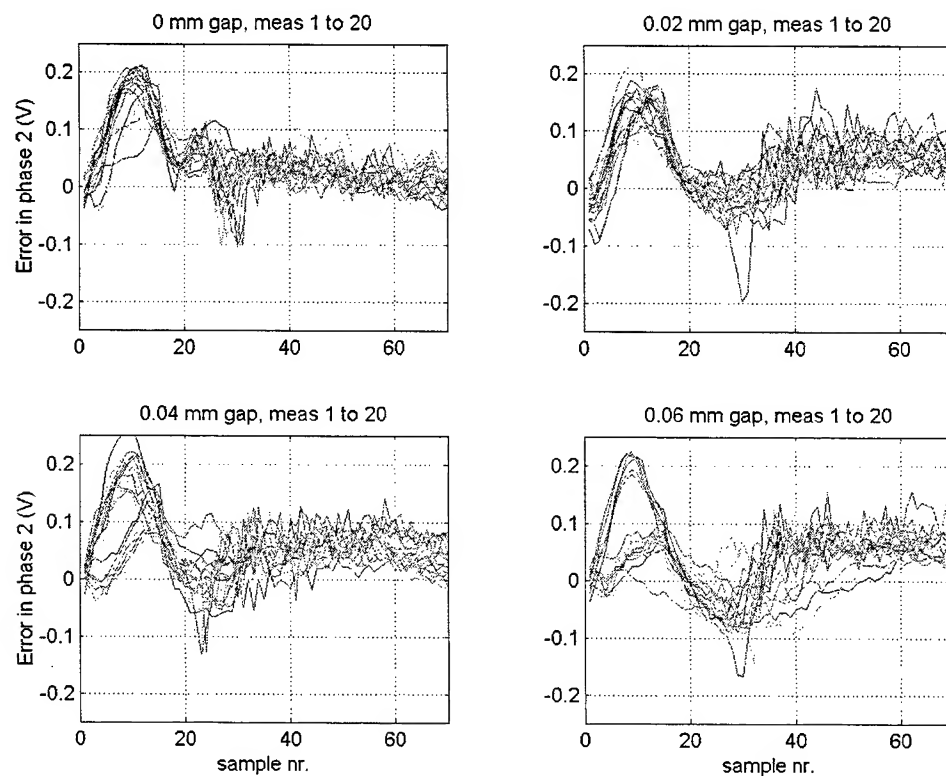 0 mm gap, meas 1 to 20
0.02 mm gap, meas 1 to 20
Error in phase 2 (V)
0.2
0.1
0
-0.1
-0.2
0 20 40 60
0.2
0.1
0
-0.1
-0.2
0 20 40 60
0.04 mm gap, meas 1 to 20
0.06 mm gap, meas 1 to 20
Error in phase 2 (V)
0.2
0.1
0
-0.1
-0.2
0 20 40 60
sample nr.
0.2
0.1
0
-0.1
-0.2
0 20 40 60
sample nr.